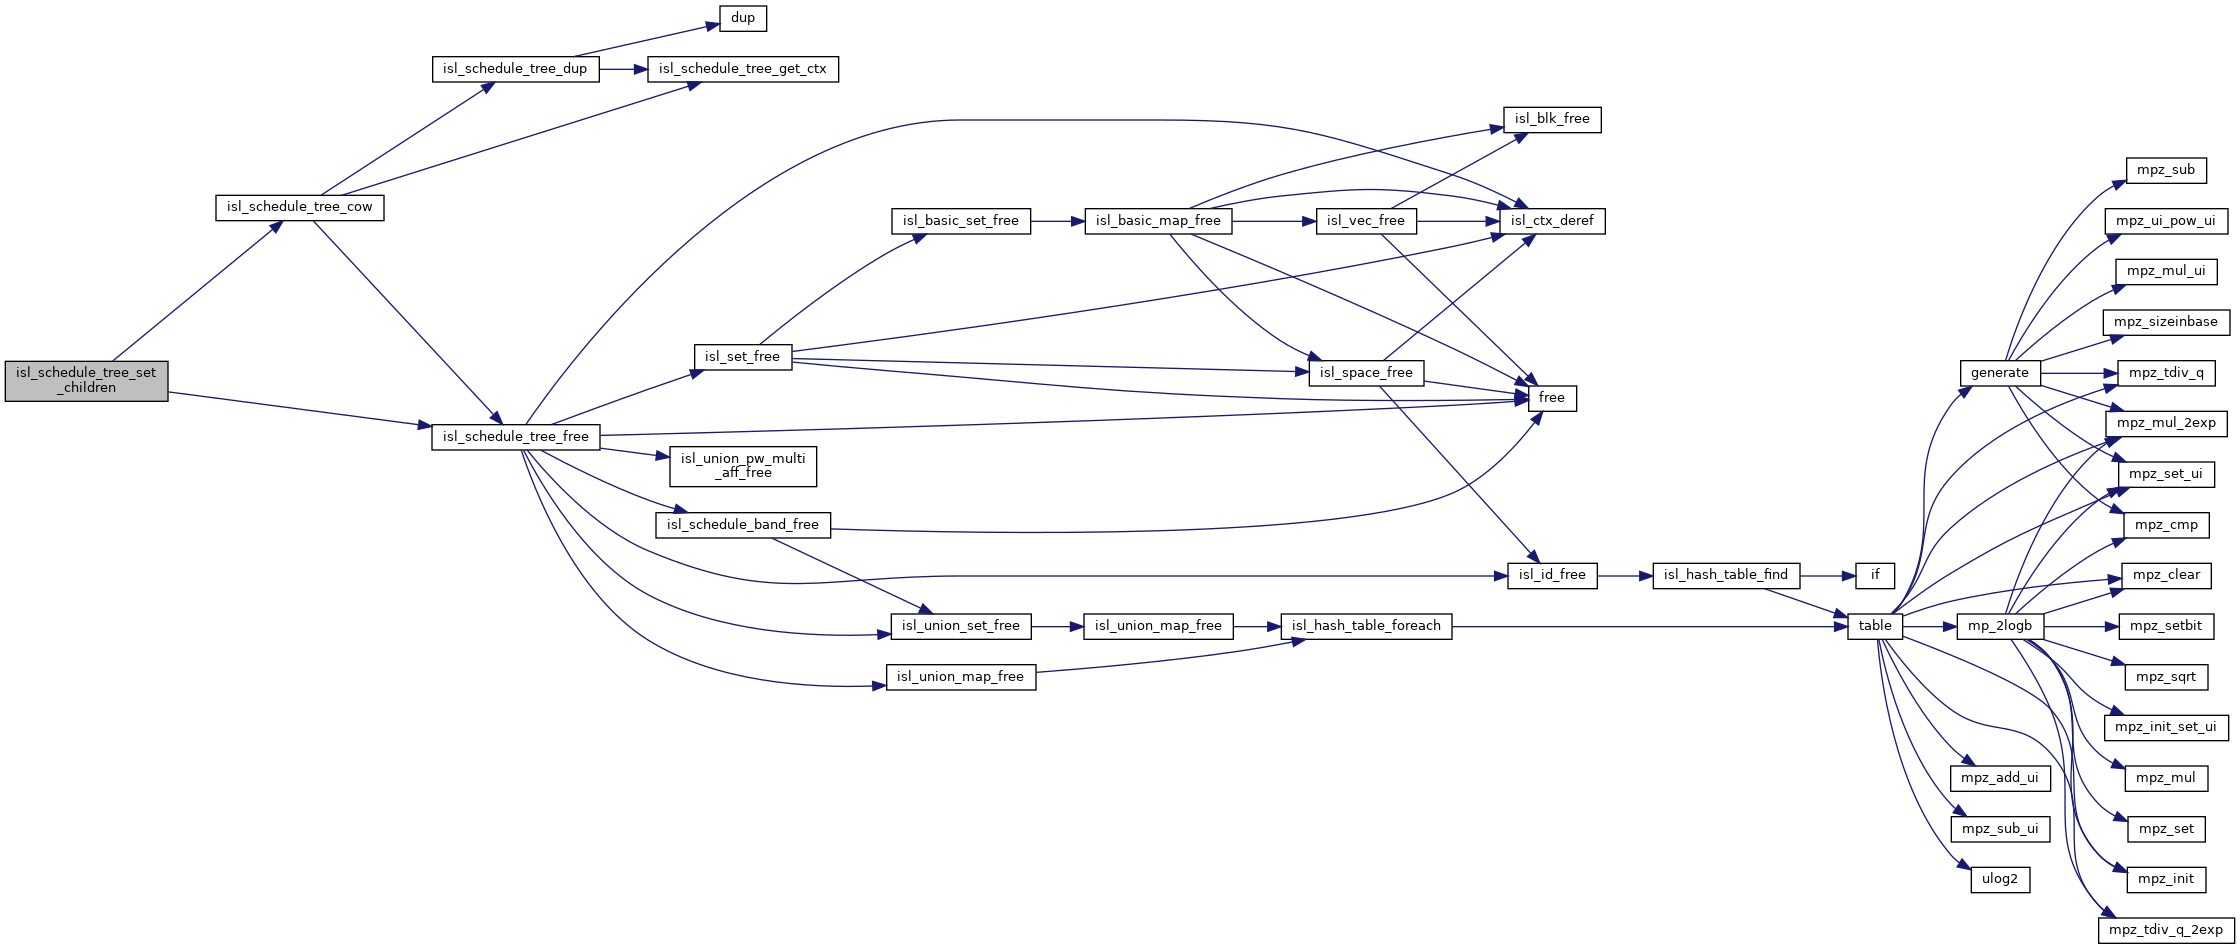 dup
isl_schedule_tree_dup
isl_schedule_tree_get_ctx
isl_blk_free
mpz_sub
isl_schedule_tree_cow
isl_basic_set_free
isl_basic_map_free
isl_vec_free
isl_ctx_deref
mpz_ui_pow_ui
mpz_mul_ui
mpz_sizeinbase
isl_set_free
isl_space_free
generate
mpz_tdiv_q
isl_schedule_tree_set
_children
free
mpz_mul_2exp
isl_schedule_tree_free
isl_union_pw_multi
_aff_free
mpz_set_ui
isl_schedule_band_free
mpz_cmp
isl_id_free
isl_hash_table_find
if
mpz_clear
isl_union_set_free
isl_union_map_free
isl_hash_table_foreach
table
mp_2logb
mpz_setbit
isl_union_map_free
mpz_sqrt
mpz_init_set_ui
mpz_add_ui
mpz_mul
mpz_sub_ui
mpz_set
ulog2
mpz_init
mpz_tdiv_q_2exp